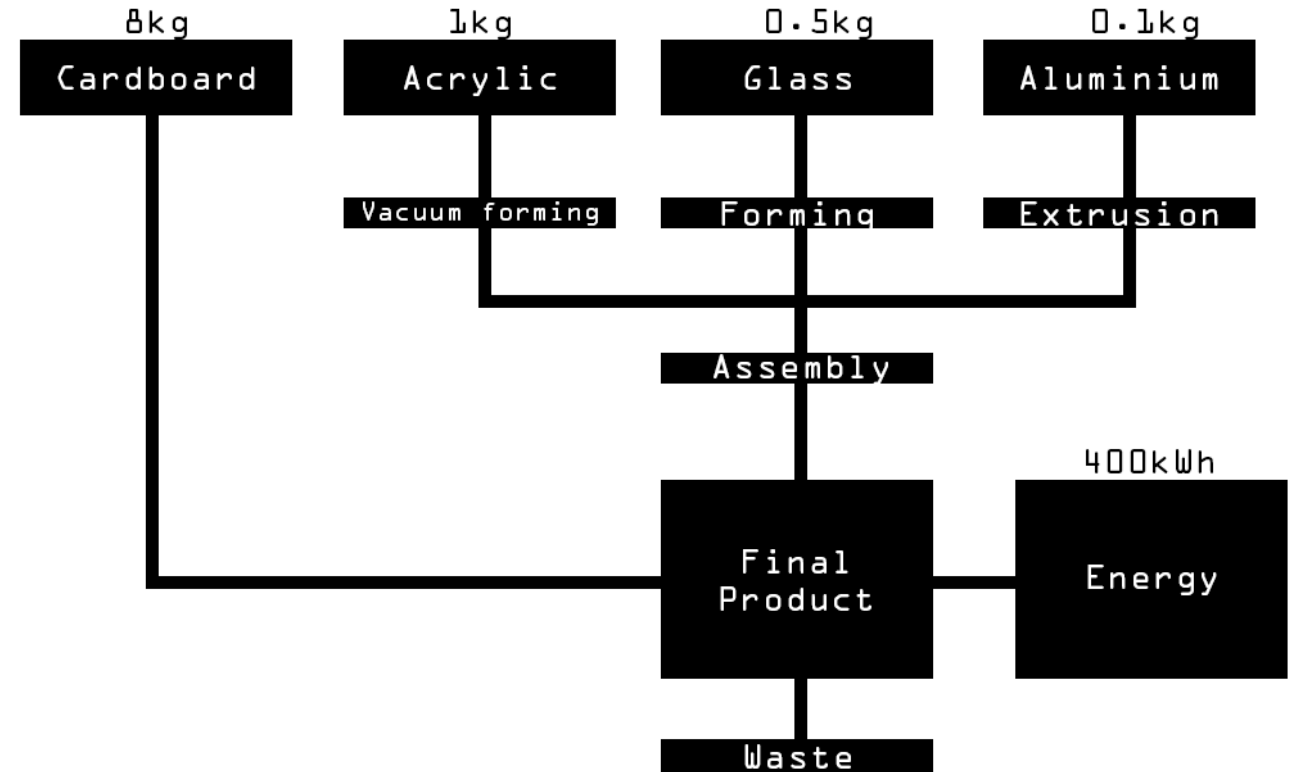 8kg
1kg
0.5kg
0.1kg
Cardboard
Acrylic
Glass
Aluminium
Vacuum forming
Forming
Extrusion
Assembly
400kWh
Final
Product
Energy
Waste